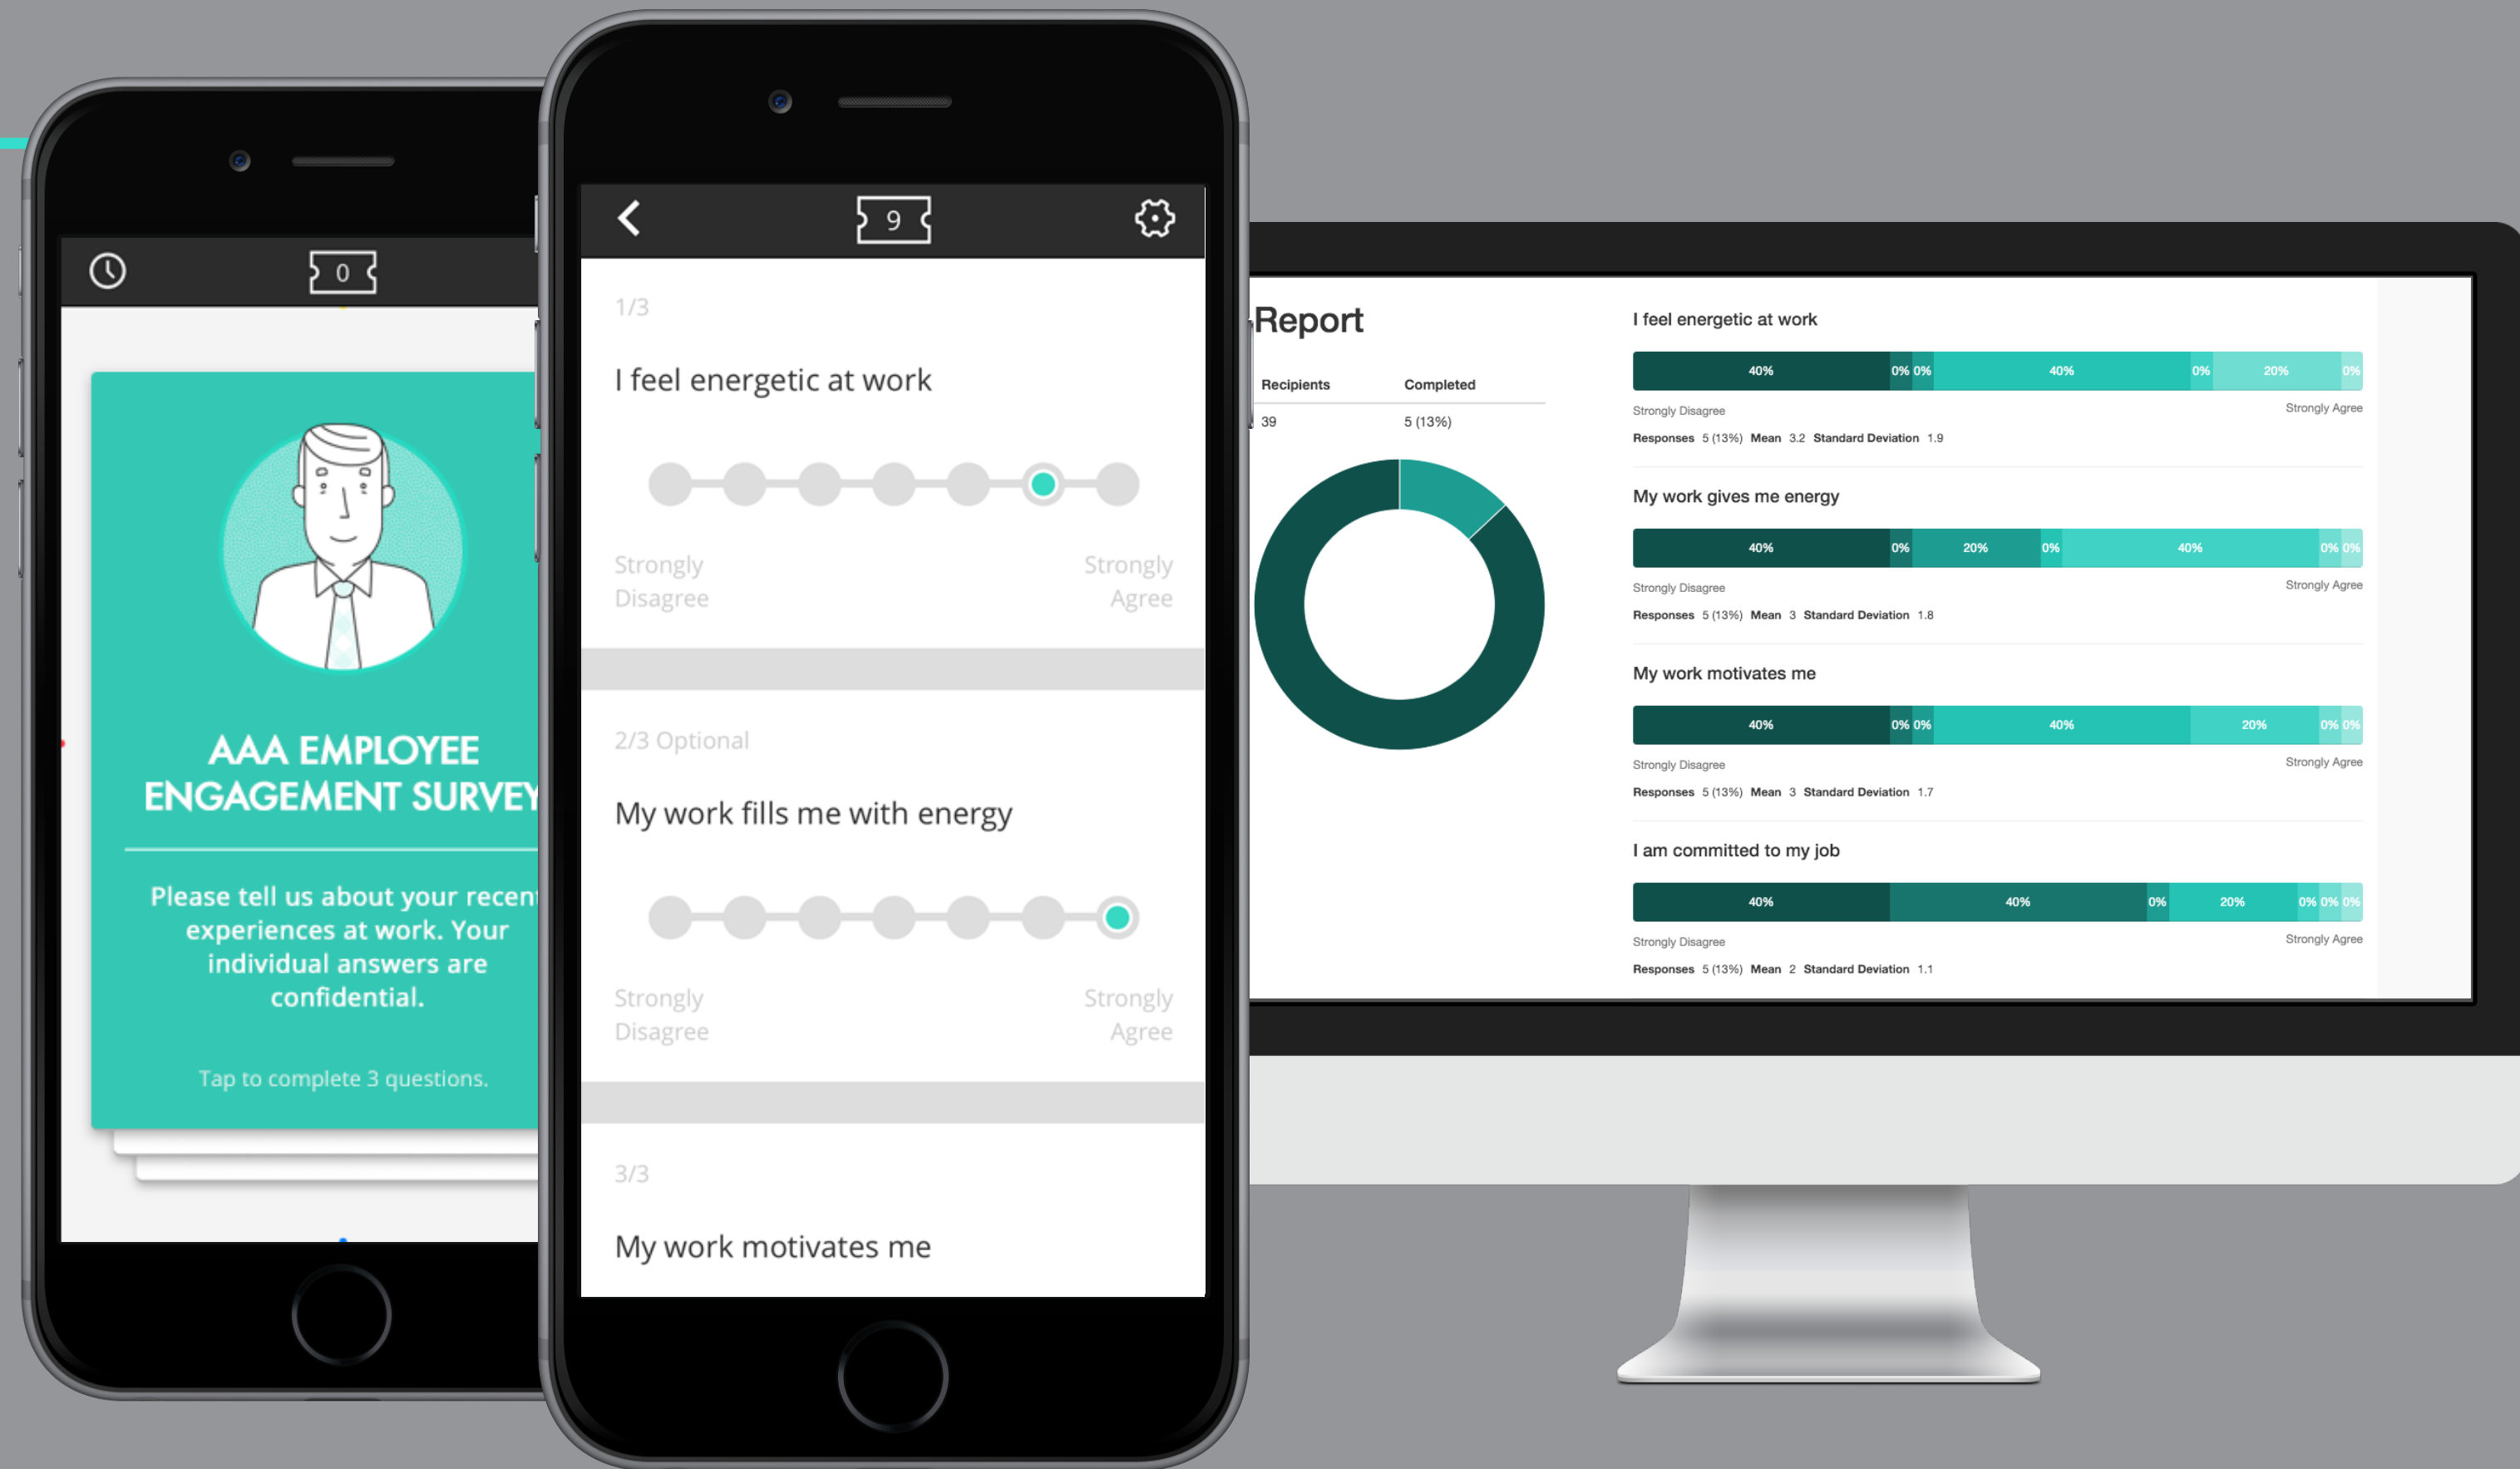 0
AAA EMPLOYEE
ENGAGEMENT SURVEY
Please tell us about your recent
experiences at work. Your
individual answers are
confidential.
Tap to complete 3 questions.
9
1/3
I feel energetic at work
Strongly Disagree
Strongly Agree
2/3 Optional
My work fills me with energy
Strongly Disagree
Strongly Agree
3/3
My work motivates me
Report
Recipients Completed
39 5 (13%)
I feel energetic at work
40% 0% 0% 40% 0% 20% 0%
Strongly Disagree Strongly Agree
Responses 5 (13%) Mean 3.2 Standard Deviation 1.9
My work gives me energy
40% 0% 20% 0% 40% 0% 0%
Strongly Disagree Strongly Agree
Responses 5 (13%) Mean 3 Standard Deviation 1.8
My work motivates me
40% 0% 0% 40% 20% 0% 0%
Strongly Disagree Strongly Agree
Responses 5 (13%) Mean 3 Standard Deviation 1.7
I am committed to my job
40% 40% 0% 20% 0% 0% 0%
Strongly Disagree Strongly Agree
Responses 5 (13%) Mean 2 Standard Deviation 1.1